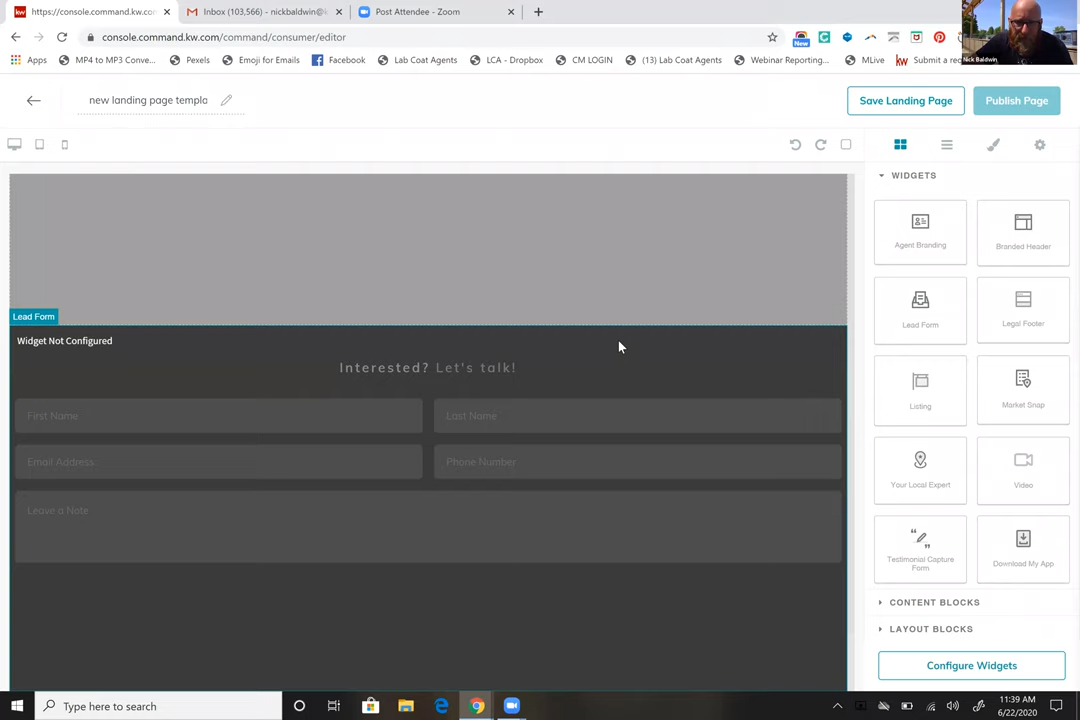 kw https://console.command.kw.co
Inbox (103,566) - nickbaldwin@
Post Attendee - Zoom
console.command.kw.com/command/consumer/editor
New
Nick Baldwin
Apps
MP4 to MP3 Conve...
Pexels
Emoji for Emails
Facebook
Lab Coat Agents
LCA - Dropbox
CM LOGIN
(13) Lab Coat Agents
Webinar Reporting...
MLive
kw Submit a
new landing page templa
Save Landing Page
Publish Page
WIDGETS
Agent Branding
Branded Header
Lead Form
Legal Footer
Listing
Market Snap
Your Local Expert
Video
Testimonial Capture
Form
Download My App
CONTENT BLOCKS
LAYOUT BLOCKS
Configure Widgets
Lead Form
Widget Not Configured
Interested? Let's talk!
First Name
Last Name
Email Address
Phone Number
Leave a Note
Type here to search
11:39 AM
6/22/2020